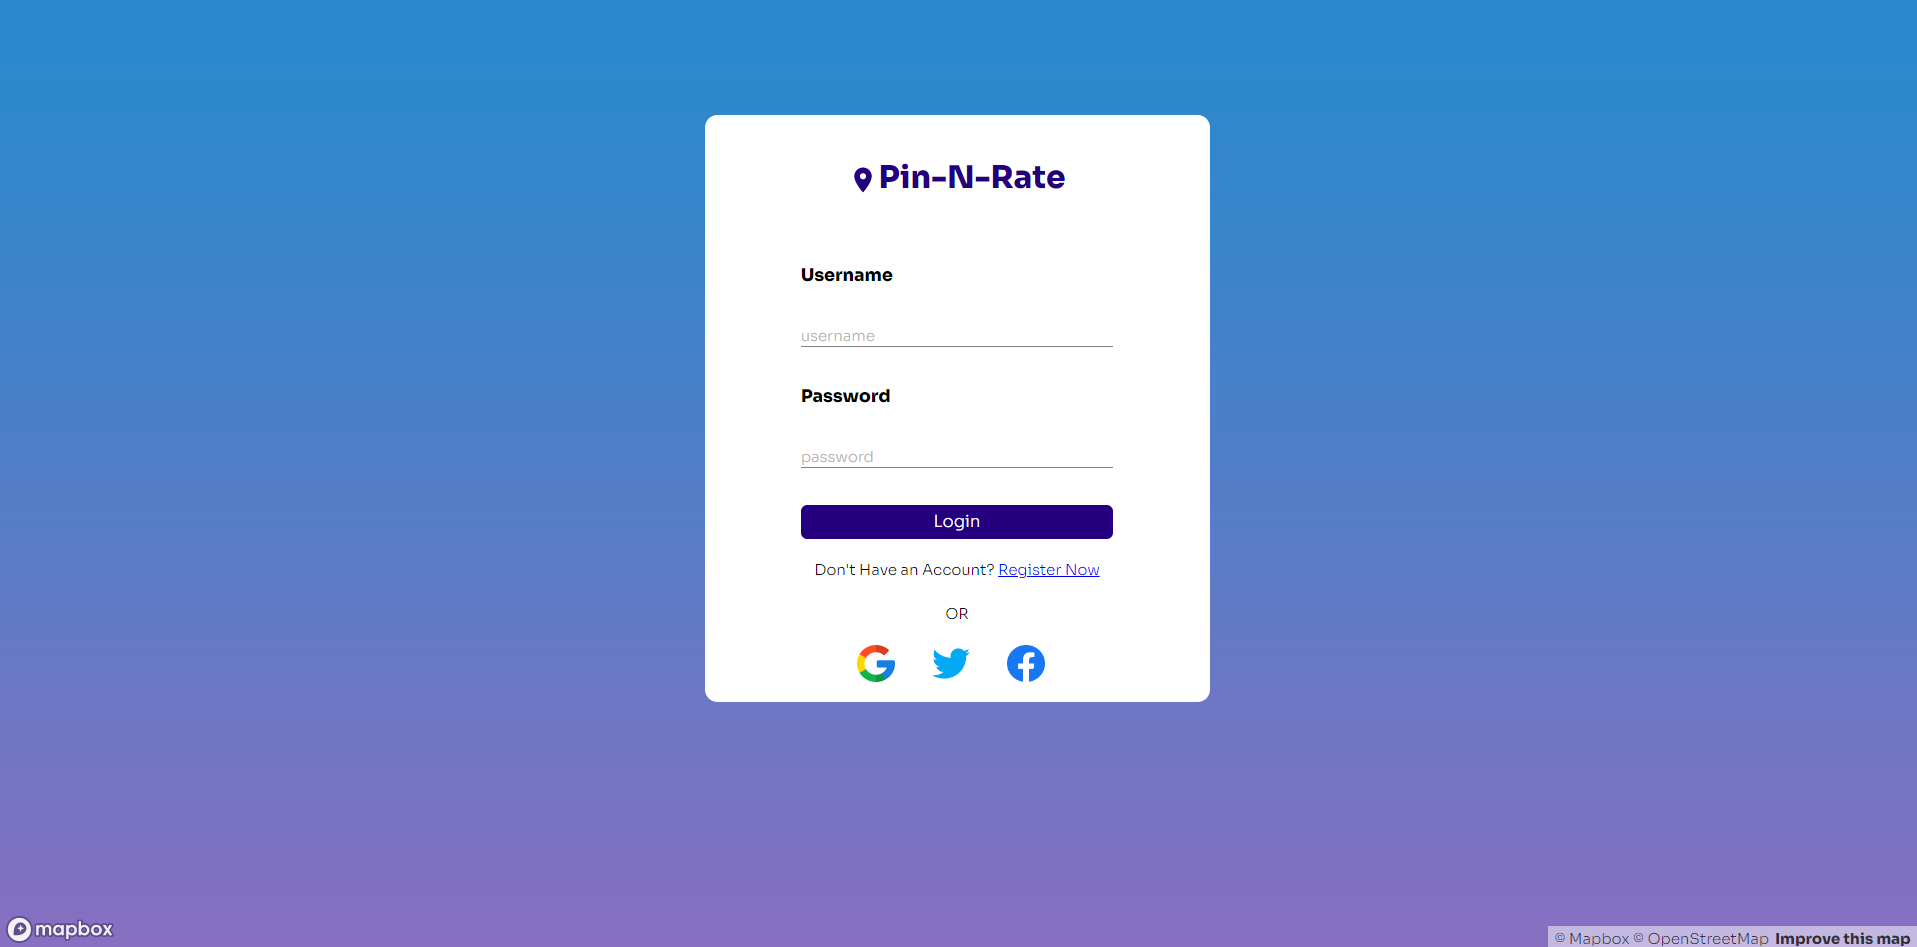 Pin-N-Rate
Username
username
Password
password
Login
Don't Have an Account? Register Now
OR
mapbox
© Mapbox © OpenStreetMap Improve this map